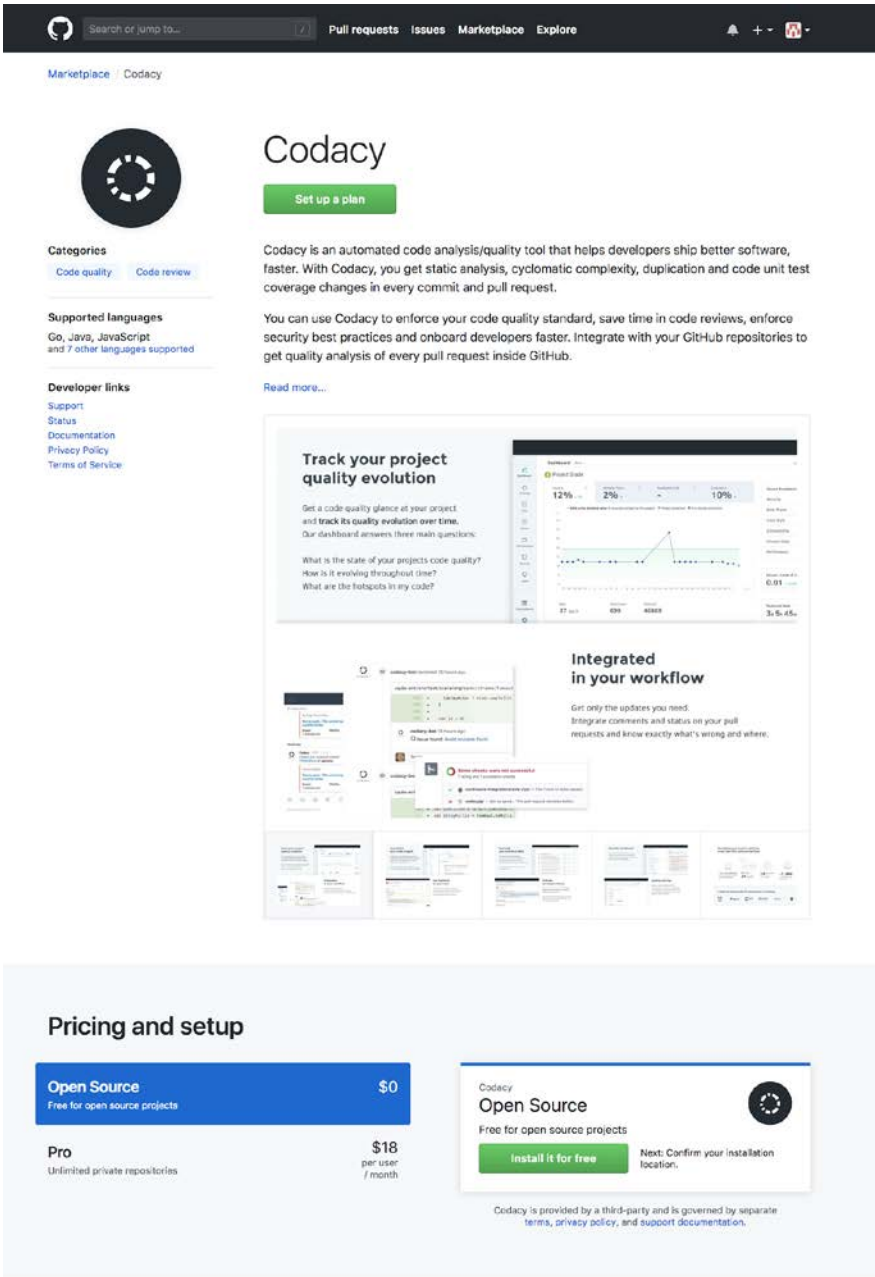 Search or jump to...
/
Pull requests Issues Marketplace Explore
Marketplace / Codacy
Codacy
Set up a plan
Categories
Code quality Code review
Supported languages
Go, Java, JavaScript
and 7 other languages supported
Developer links
Support
Status
Documentation
Privacy Policy
Terms of Service
Codacy is an automated code analysis/quality tool that helps developers ship better software,
faster. With Codacy, you get static analysis, cyclomatic complexity, duplication and code unit test
coverage changes in every commit and pull request.
You can use Codacy to enforce your code quality standard, save time in code reviews, enforce
security best practices and onboard developers faster. Integrate with your GitHub repositories to
get quality analysis of every pull request inside GitHub.
Read more...
Track your project
quality evolution
Get a code quality glance at your project
and track its quality evolution over time.
Our dashboard answers three main questions:
What is the state of your projects code quality?
How is it evolving throughout time?
What are the hotspots in my code?
Dashboard
Project Grade
12% 2% - 10%
0.01
Integrated
in your workflow
Get only the updates you need.
Integrate comments and status on your pull
requests and know exactly what's wrong and where.
Some checks were not successful
Pricing and setup
Open Source $0
Free for open source projects
Pro $18
Unlimited private repositories per user
/ month
Codacy
Open Source
Free for open source projects
Install it for free
Next: Confirm your installation
location.
Codacy is provided by a third-party and is governed by separate
terms, privacy policy, and support documentation.